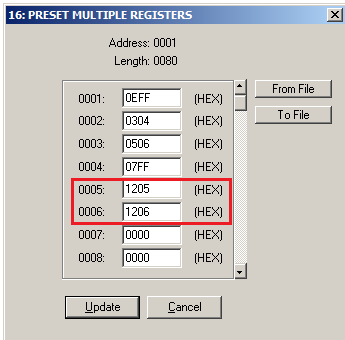 16: PRESET MULTIPLE REGISTERS
Address: 0001
Length: 0080
0001: 0EFF (HEX)
0002: 0304 (HEX)
0003: 0506 (HEX)
0004: 07FF (HEX)
0005: 1205 (HEX)
0006: 1206 (HEX)
0007: 0000 (HEX)
0008: 0000 (HEX)
From File
To File
Update
Cancel